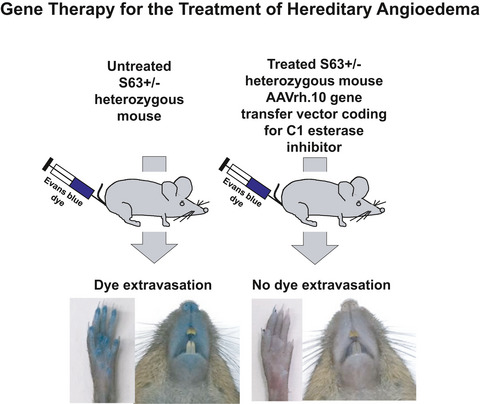 Gene Therapy for the Treatment of Hereditary Angioedema
Untreated
S63+/-
heterozygous
mouse
Treated S63+/-
heterozygous mouse
AAVrh.10 gene
transfer vector coding
for C1 esterase
inhibitor
Evans blue
dye
Evans blue
dye
Dye extravasation
No dye extravasation